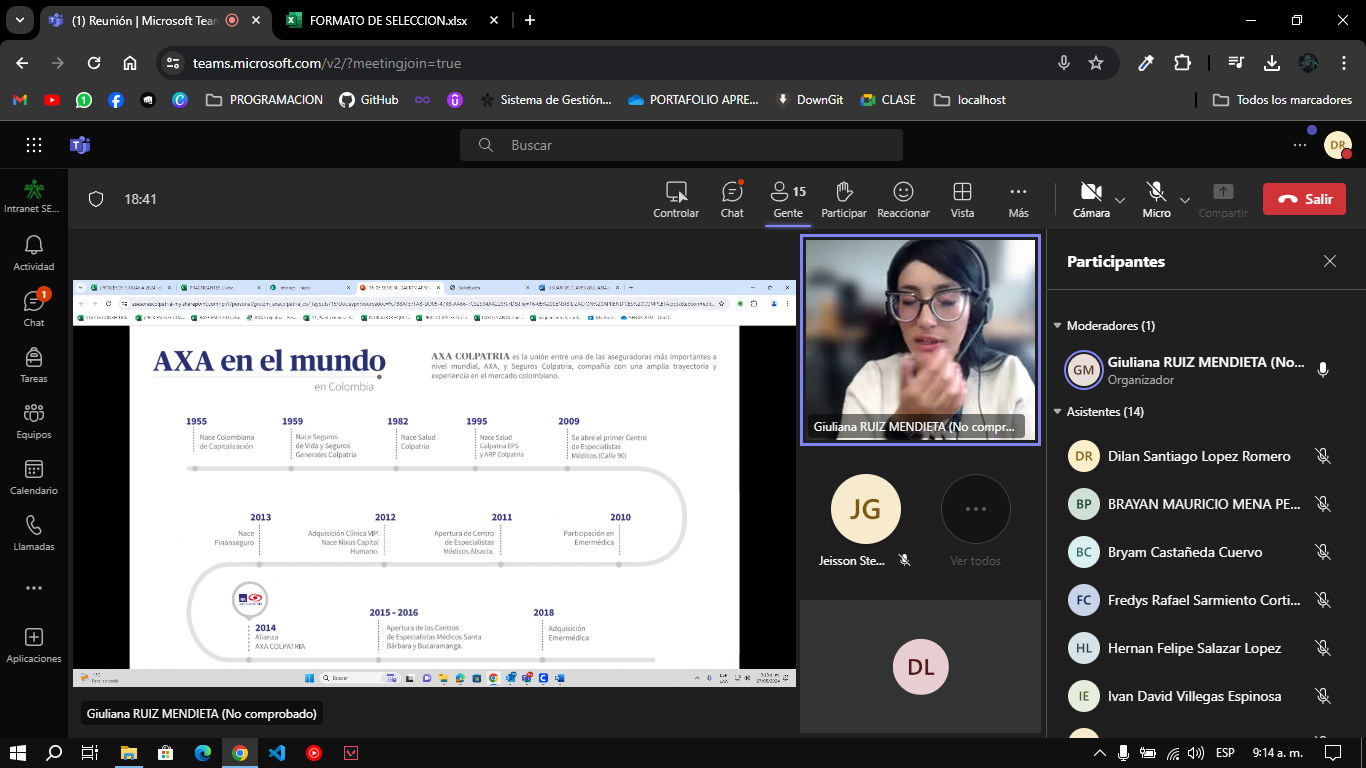 (1) Reunión | Microsoft Team
FORMATO DE SELECCION.xlsx
teams.microsoft.com/v2/?meetingjoin=true
PROGRAMACION
GitHub
Sistema de Gestión...
PORTAFOLIO APRE...
DownGit
CLASE
localhost
Todos los marcadores
Buscar
DR
Intranet SE...
Actividad
1
Chat
Tareas
Equipos
Calendario
Llamadas
Aplicaciones
18:41
Controlar
Chat
15
Gente
Participar
Reaccionar
Vista
Más
Cámara
Micro
Compartir
Salir
AXA en el mundo
en Colombia
AXA COLPATRIA es la unión entre una de las aseguradoras más importantes a
nivel mundial, AXA, y Seguros Colpatria, compañía con una amplia trayectoria y
experiencia en el mercado colombiano.
1955
Nace Colombiana
de Capitalización
1959
Nace Seguros
de Vida y Seguros
Generales Colpatria
1982
Nace Salud
Colpatria
1995
Nace Salud
Colpatria EPS
y ARP Colpatria
2009
Se abre el primer Centro
de Especialistas
Médicos (Calle 90)
2013
Nace
Finanseguro
2012
Adquisición Clínica VIP.
Nace Nixus Capital
Humano.
2011
Apertura de Centro
de Especialistas
Médicos Alsacia.
2010
Participación en
Emermédica
2014
Alianza
AXA COLPATRIA
2015 - 2016
Apertura de los Centros
de Especialistas Médicos Santa
Bárbara y Bucaramanga.
2018
Adquisición
Emermédica
Buscar
Giuliana RUIZ MENDIETA (No comprobado)
Giuliana RUIZ MENDIETA (No compr...
JG
Jeisson Ste...
Ver todos
DL
Participantes
Moderadores (1)
GM
Giuliana RUIZ MENDIETA (No...
Organizador
Asistentes (14)
DR
Dilan Santiago Lopez Romero
BP
BRAYAN MAURICIO MENA PE...
BC
Bryam Castañeda Cuervo
FC
Fredys Rafael Sarmiento Corti...
HL
Hernan Felipe Salazar Lopez
IE
Ivan David Villegas Espinosa
ESP
9:14 a. m.